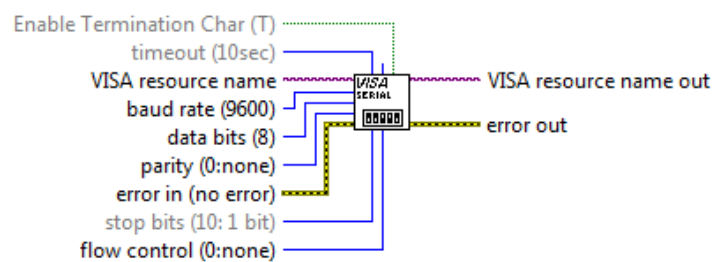 Enable Termination Char (T)
timeout (10sec)
VISA resource name
VISA resource name out
VISA
SERIAL
baud rate (9600)
error out
data bits (8)
parity (0:none)
error in (no error)
stop bits (10: 1 bit)
flow control (0:none)